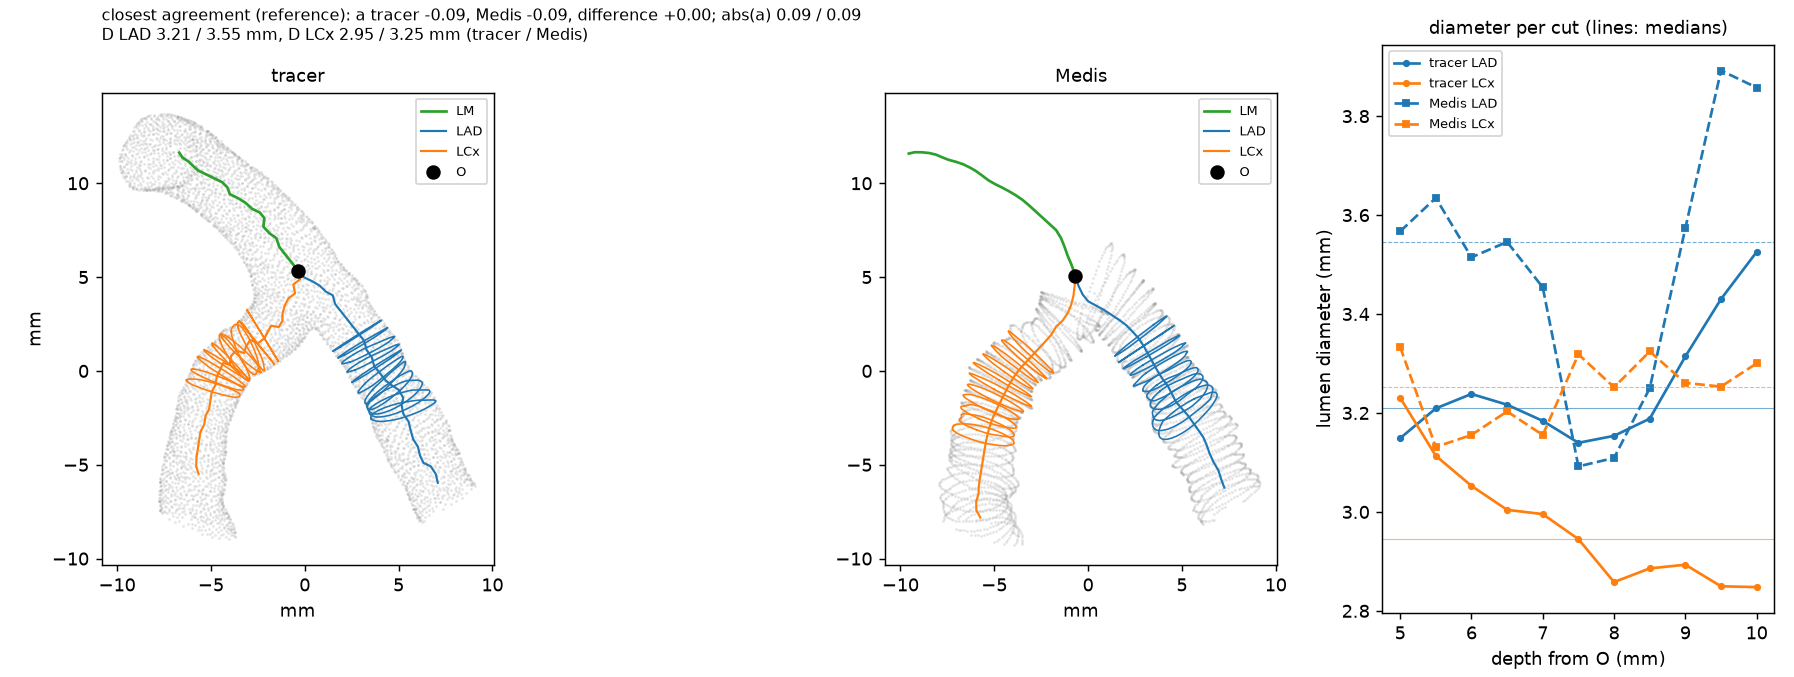 closest agreement (reference): a tracer -0.09, Medis -0.09, difference +0.00; abs(a) 0.09 / 0.09
D LAD 3.21 / 3.55 mm, D LCx 2.95 / 3.25 mm (tracer / Medis)
tracer
LM
LAD
LCx
O
10
5
0
−5
−10
mm
−10
−5
0
5
10
mm
Medis
LM
LAD
LCx
O
10
5
0
−5
−10
−10
−5
0
5
10
mm
diameter per cut (lines: medians)
tracer LAD
tracer LCx
Medis LAD
Medis LCx
3.8
3.6
3.4
3.2
3.0
2.8
lumen diameter (mm)
5
6
7
8
9
10
depth from O (mm)